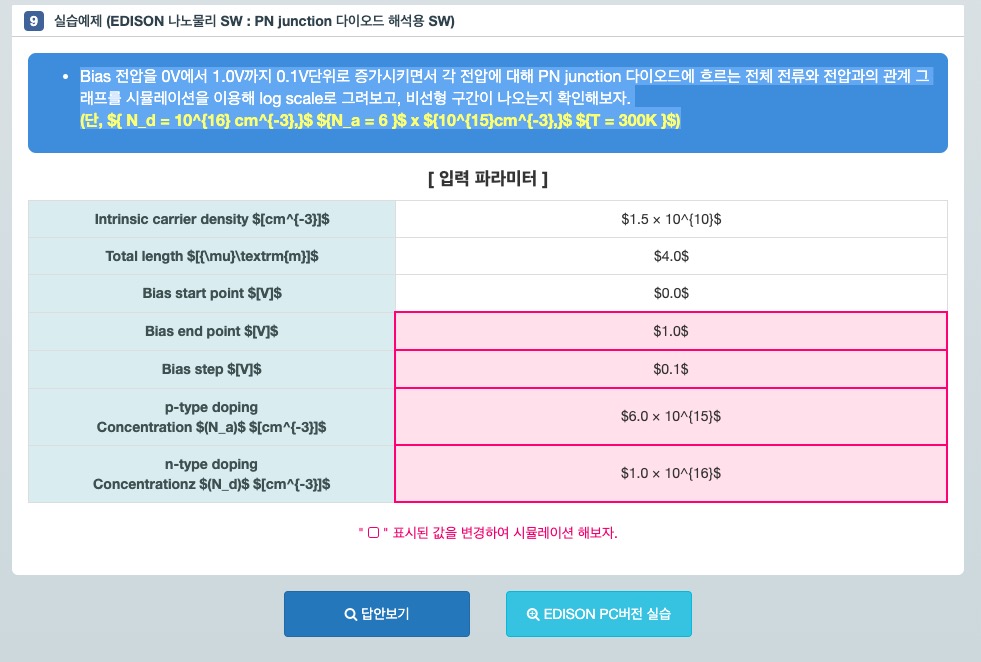 9 실습예제 (EDISON 나노물리 SW : PN junction 다이오드 해석용 SW)
• Bias 전압을 0V에서 1.0V까지 0.1V단위로 증가시키면서 각 전압에 대해 PN junction 다이오드에 흐르는 전체 전류와 전압과의 관계 그
래프를 시뮬레이션을 이용해 log scale로 그려보고, 비선형 구간이 나오는지 확인해보자.
(단, ${ N_d = 10^{16} cm^{-3},}$ ${N_a = 6 }$ x ${10^{15}cm^{-3},}$ ${T = 300K }$)
[ 입력 파라미터 ]
Intrinsic carrier density $[cm^{-3}]$ $1.5 × 10^{10}$
Total length $[{\mu}\textrm{m}]$ $4.0$
Bias start point $[V]$ $0.0$
Bias end point $[V]$ $1.0$
Bias step $[V]$ $0.1$
p-type doping
Concentration $(N_a)$ $[cm^{-3}]$ $6.0 × 10^{15}$
n-type doping
Concentrationz $(N_d)$ $[cm^{-3}]$ $1.0 × 10^{16}$
" ▢ " 표시된 값을 변경하여 시뮬레이션 해보자.
답안보기
EDISON PC버전 실습